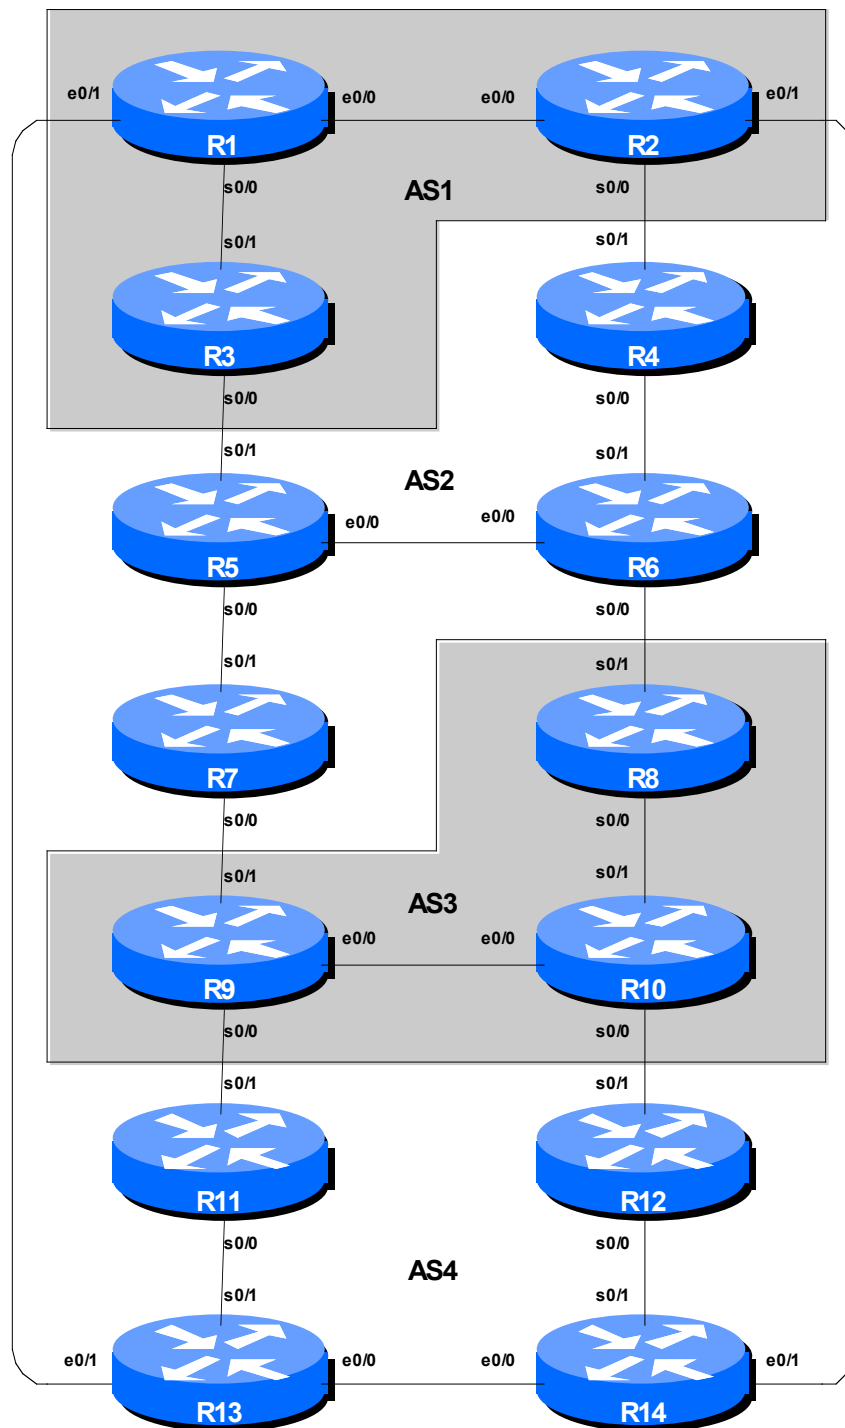 e0/1 e0/0 e0/0 e0/1
R1 R2
s0/0 AS1 s0/0
s0/1 s0/1
R3 R4
s0/0 s0/0
s0/1 AS2 s0/1
e0/0 e0/0
R5 R6
s0/0 s0/0
s0/1 s0/1
R7 R8
s0/0 s0/0
s0/1 AS3 s0/1
e0/0 e0/0
R9 R10
s0/0 s0/0
s0/1 s0/1
R11 R12
s0/0 AS4 s0/0
s0/1 s0/1
e0/1 e0/0 e0/0 e0/1
R13 R14